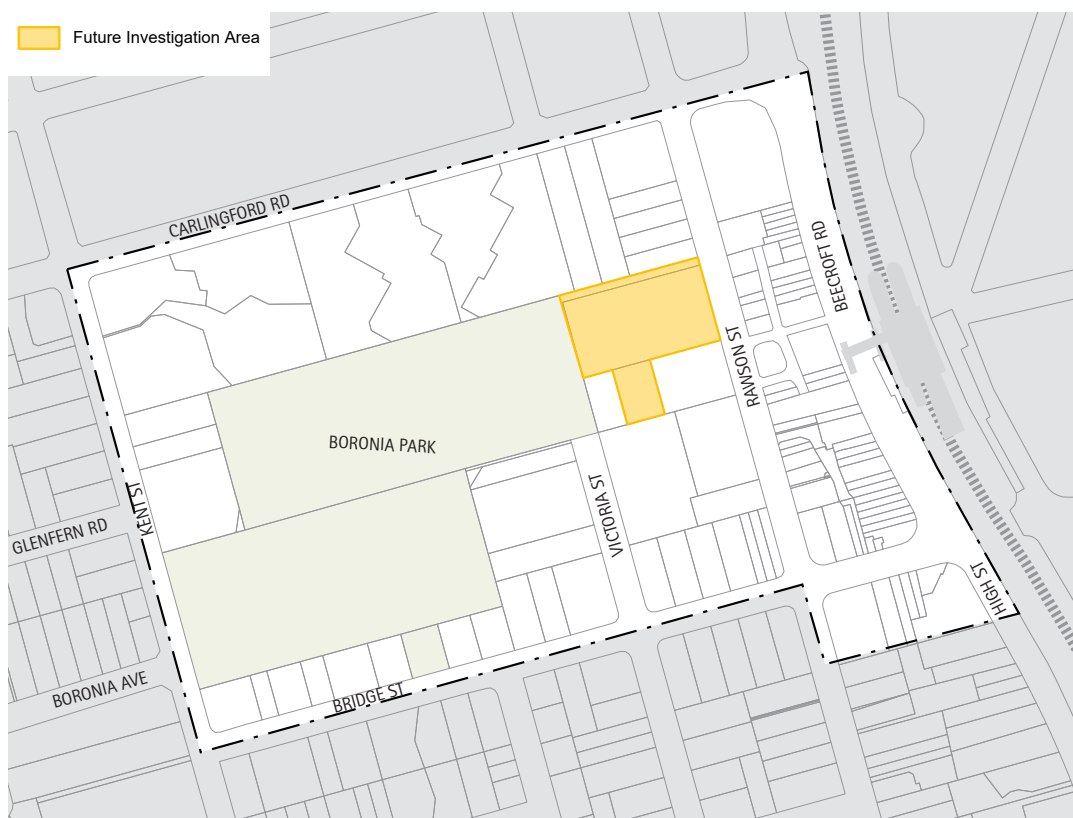 Future Investigation Area
CARLINGFORD RD
BEECROFT RD
RAWSON ST
BORONIA PARK
KENT ST
VICTORIA ST
GLENFERN RD
HIGH ST
BORONIA AVE
BRIDGE ST